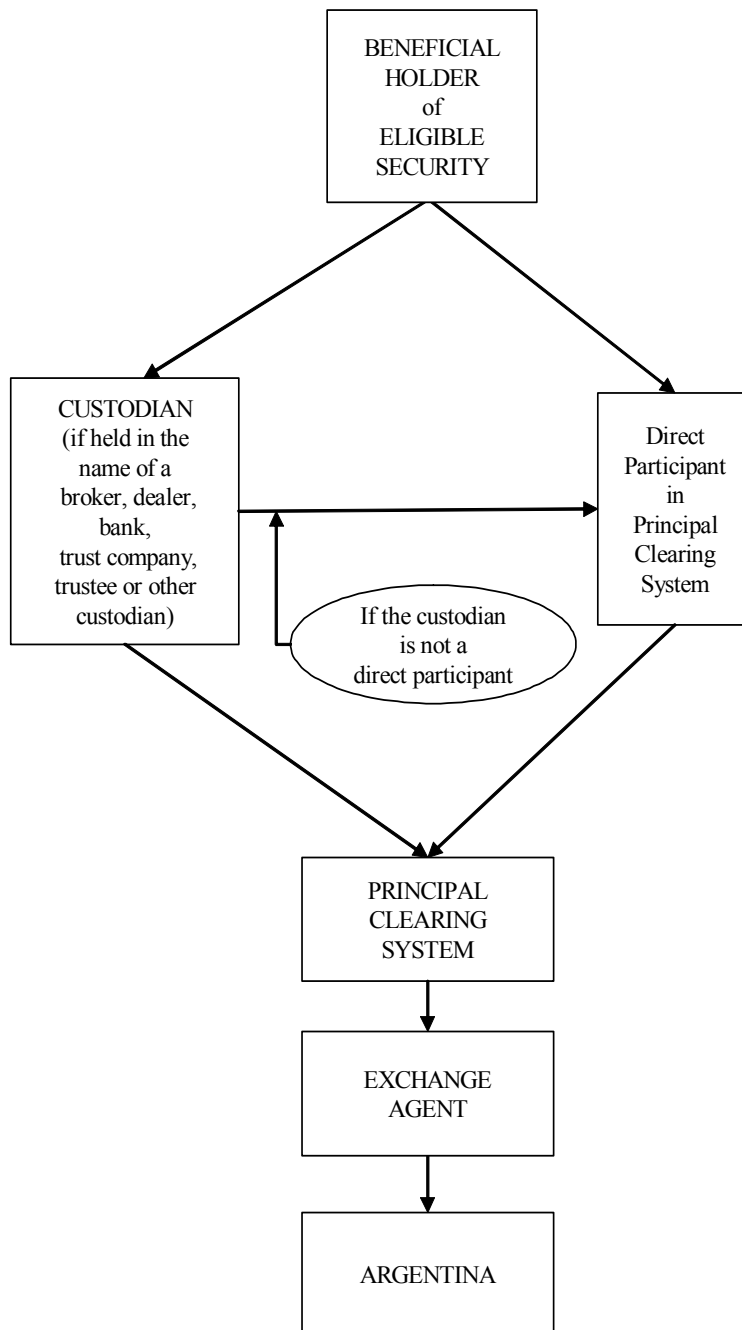 BENEFICIAL
HOLDER
of
ELIGIBLE
SECURITY
CUSTODIAN
(if held in the
name of a
broker, dealer,
bank,
trust company,
trustee or other
custodian)
Direct
Participant
in
Principal
Clearing
System
If the custodian
is not a
direct participant
PRINCIPAL
CLEARING
SYSTEM
EXCHANGE
AGENT
ARGENTINA